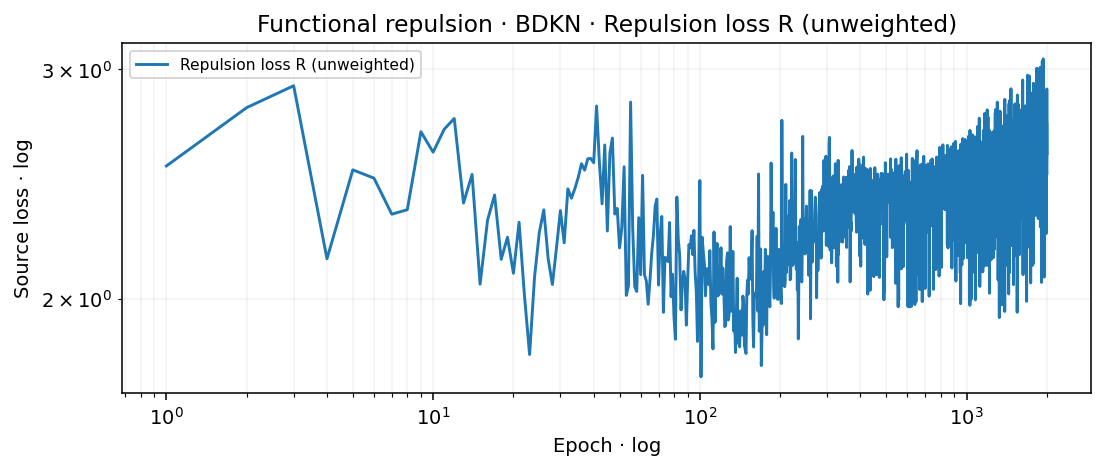 Functional repulsion · BDKN · Repulsion loss R (unweighted)
Repulsion loss R (unweighted)
3 × 10⁰
2 × 10⁰
Source loss · log
10⁰ 10¹ 10² 10³
Epoch · log